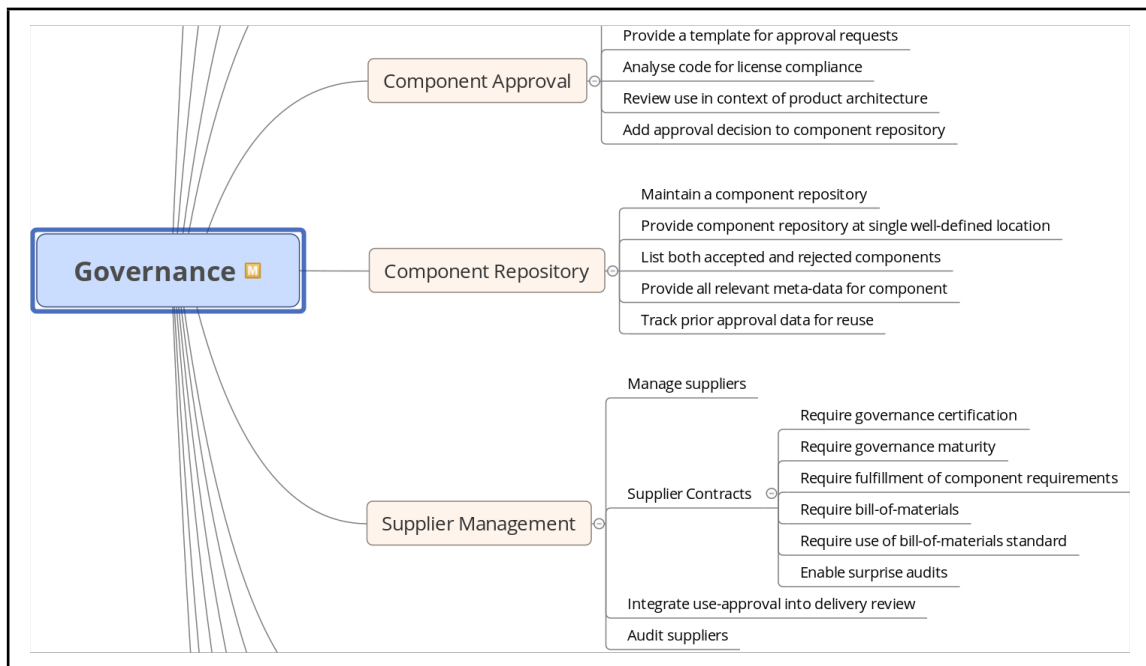 Governance M
Component Approval
Provide a template for approval requests
Analyse code for license compliance
Review use in context of product architecture
Add approval decision to component repository
Component Repository
Maintain a component repository
Provide component repository at single well-defined location
List both accepted and rejected components
Provide all relevant meta-data for component
Track prior approval data for reuse
Supplier Management
Manage suppliers
Supplier Contracts
Require governance certification
Require governance maturity
Require fulfillment of component requirements
Require bill-of-materials
Require use of bill-of-materials standard
Enable surprise audits
Integrate use-approval into delivery review
Audit suppliers